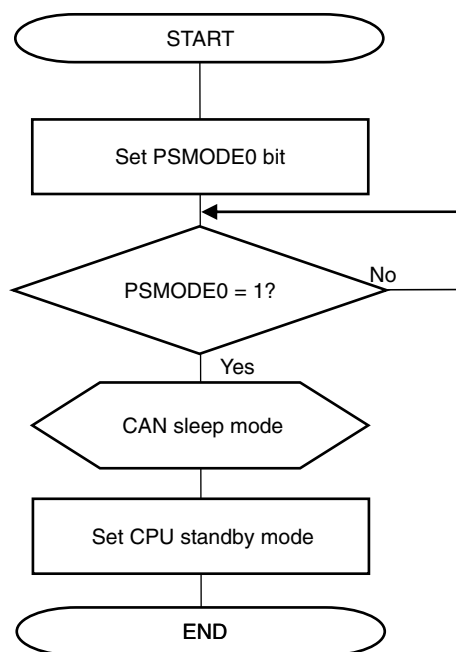 START
Set PSMODE0 bit
PSMODE0 = 1?
No
Yes
CAN sleep mode
Set CPU standby mode
END